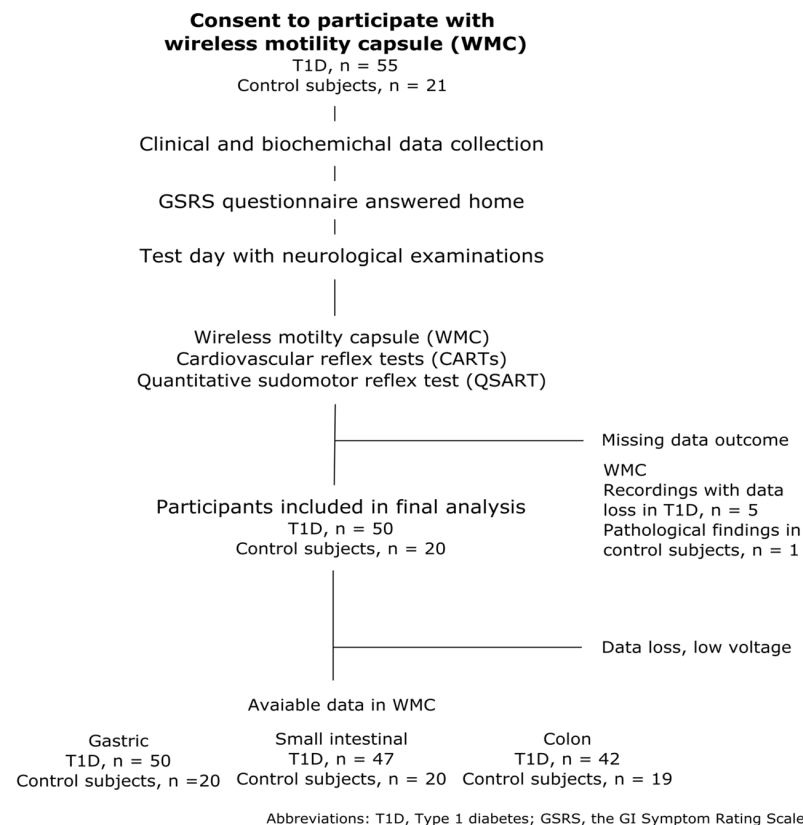 Consent to participate with
wireless motility capsule (WMC)
T1D, n = 55
Control subjects, n = 21
Clinical and biochemichal data collection
GSRS questionnaire answered home
Test day with neurological examinations
Wireless motilty capsule (WMC)
Cardiovascular reflex tests (CARTs)
Quantitative sudomotor reflex test (QSART)
Missing data outcome
WMC
Recordings with data
loss in T1D, n = 5
Pathological findings in
control subjects, n = 1
Participants included in final analysis
T1D, n = 50
Control subjects, n = 20
Data loss, low voltage
Avaiable data in WMC
Gastric
T1D, n = 50
Control subjects, n =20
Small intestinal
T1D, n = 47
Control subjects, n = 20
Colon
T1D, n = 42
Control subjects, n = 19
Abbreviations: T1D, Type 1 diabetes; GSRS, the GI Symptom Rating Scale